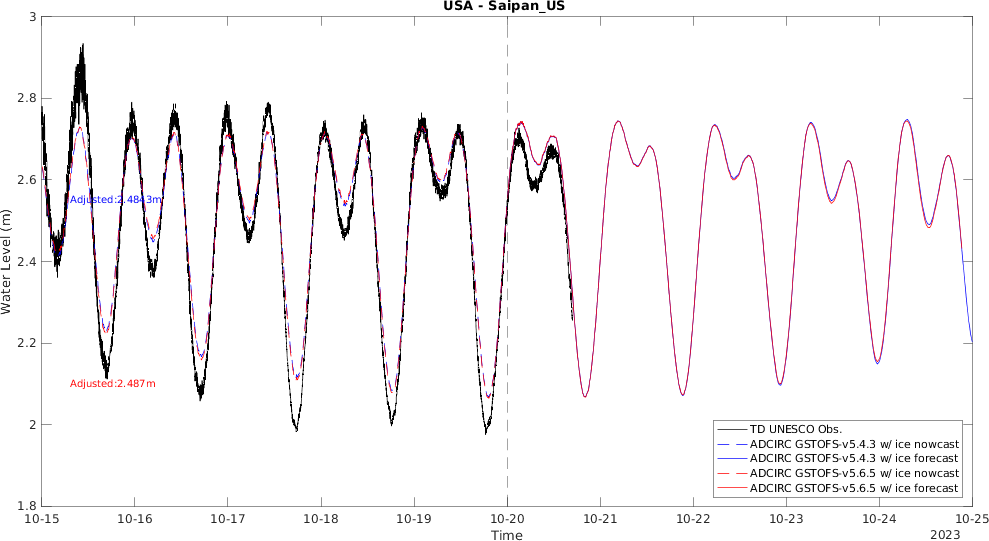 USA - Saipan_US
3
2.8
2.6
2.4
2.2
2
1.8
Water Level (m)
Adjusted:2.4843m
Adjusted:2.487m
TD UNESCO Obs.
ADCIRC GSTOFS-v5.4.3 w/ ice nowcast
ADCIRC GSTOFS-v5.4.3 w/ ice forecast
ADCIRC GSTOFS-v5.6.5 w/ ice nowcast
ADCIRC GSTOFS-v5.6.5 w/ ice forecast
10-15 10-16 10-17 10-18 10-19 10-20 10-21 10-22 10-23 10-24 10-25
Time
2023